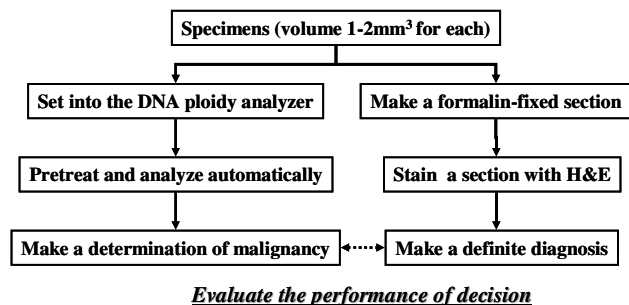 Specimens (volume 1-2mm³ for each)
Set into the DNA ploidy analyzer
Make a formalin-fixed section
Pretreat and analyze automatically
Stain a section with H&E
Make a determination of malignancy
Make a definite diagnosis
Evaluate the performance of decision